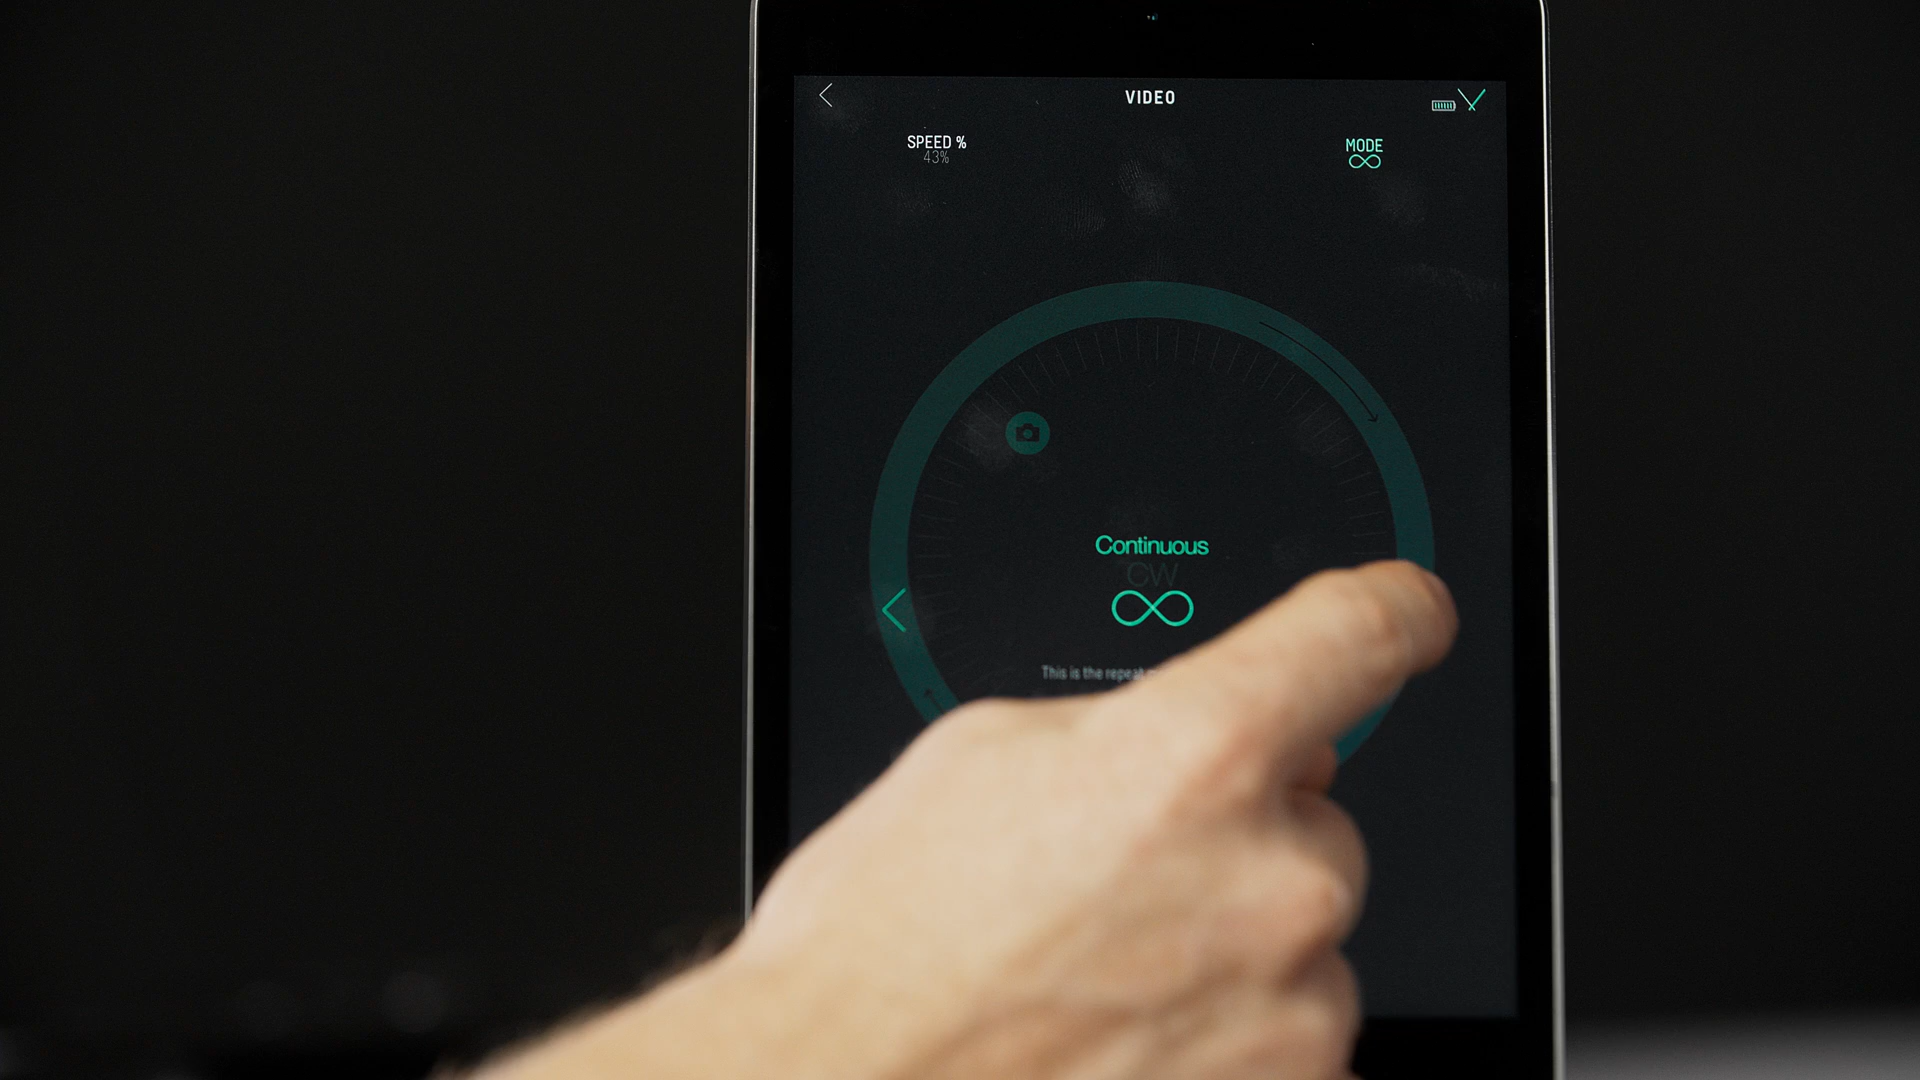 VIDEO
SPEED %
43%
MODE
Continuous
CW
This is the repeat